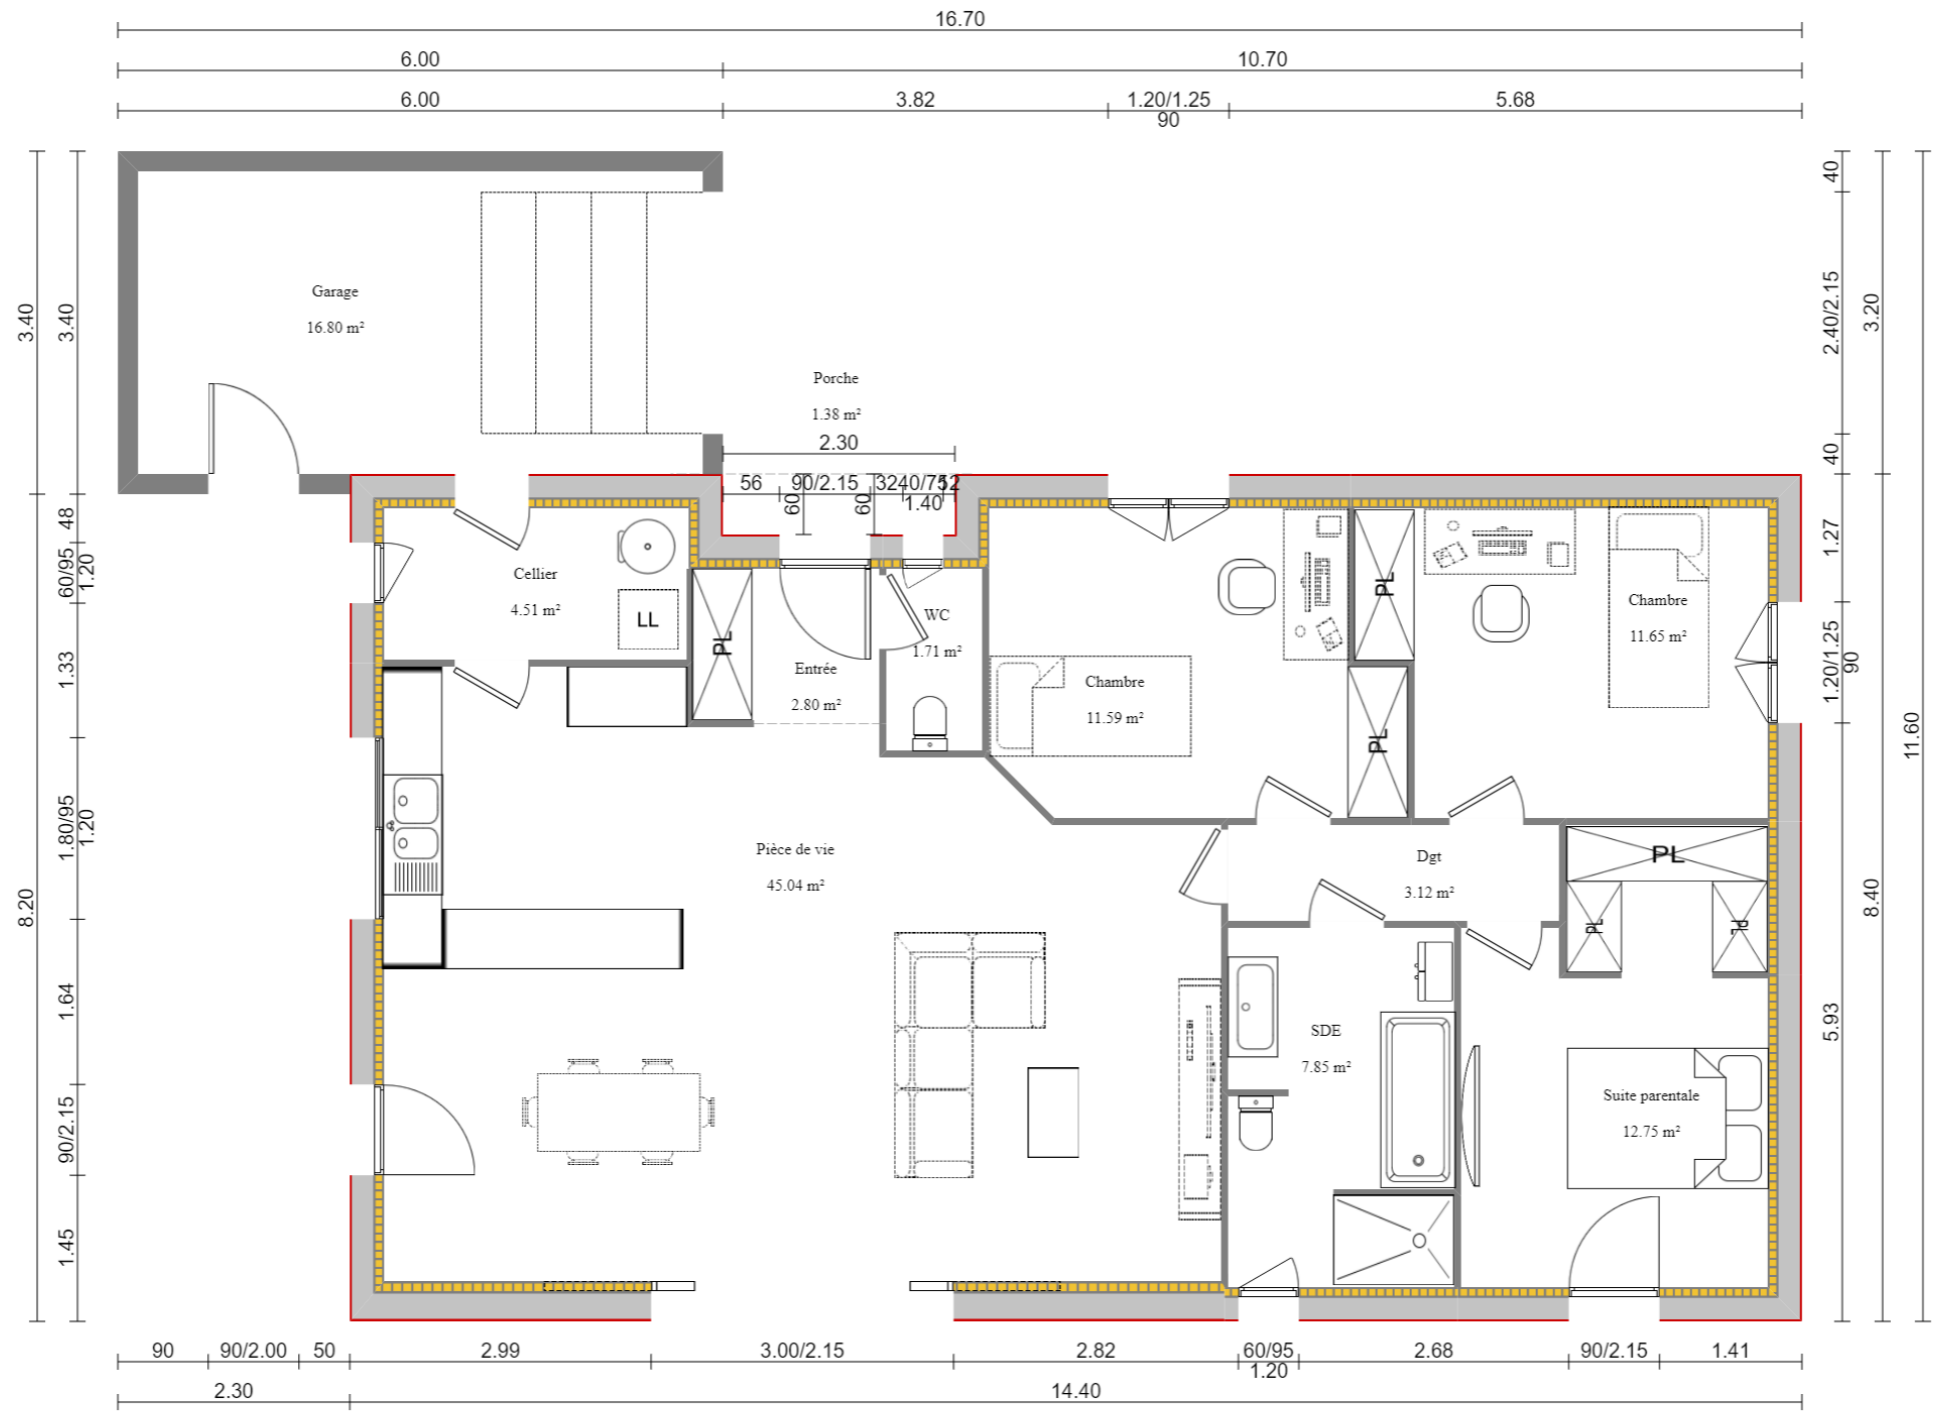 16.70
6.00 10.70
6.00 3.82 1.20/1.25 5.68
90
Garage
16.80 m²
Porche
1.38 m²
2.30
56 90/2.15 32 40/75 12
1.40
60 60
Cellier
4.51 m²
LL
PL
Entrée
2.80 m²
WC
1.71 m²
Chambre
11.59 m²
PL
PL
Chambre
11.65 m²
Pièce de vie
45.04 m²
Dgt
3.12 m²
PL
PL
PL
SDE
7.85 m²
Suite parentale
12.75 m²
3.40
8.20
3.40
48
60/95
1.20
1.33
1.80/95
1.20
1.64
90/2.15
1.45
40
2.40/2.15
40
1.27
1.20/1.25
90
5.93
3.20
8.40
11.60
90 90/2.00 50 2.99 3.00/2.15 2.82 60/95 2.68 90/2.15 1.41
1.20
2.30 14.40